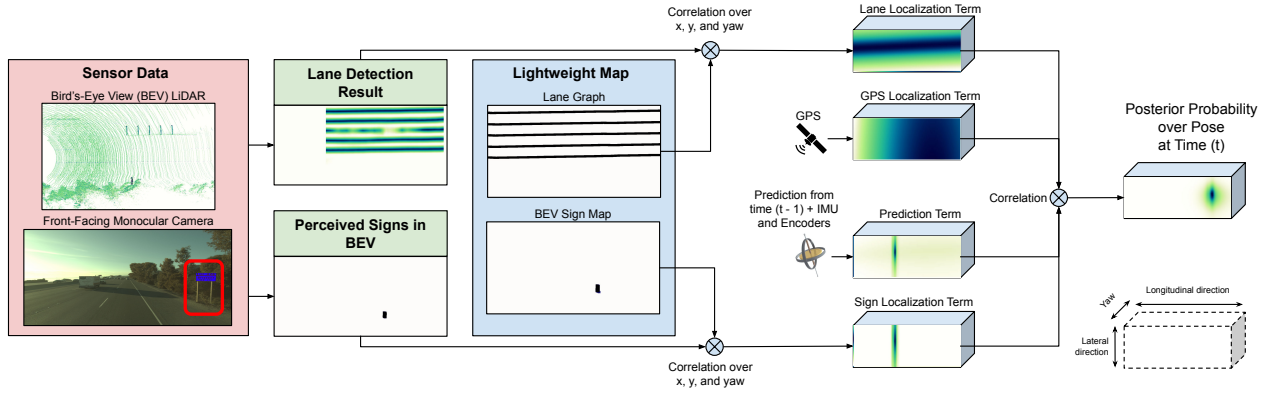 Sensor Data
Bird's-Eye View (BEV) LiDAR
Front-Facing Monocular Camera
Lane Detection
Result
Perceived Signs in
BEV
Lightweight Map
Lane Graph
BEV Sign Map
Correlation over
x, y, and yaw
Correlation over
x, y, and yaw
Lane Localization Term
GPS
GPS Localization Term
Prediction from
time (t - 1) + IMU
and Encoders
Prediction Term
Sign Localization Term
Correlation
Posterior Probability
over Pose
at Time (t)
Yaw
Longitudinal direction
Lateral
direction